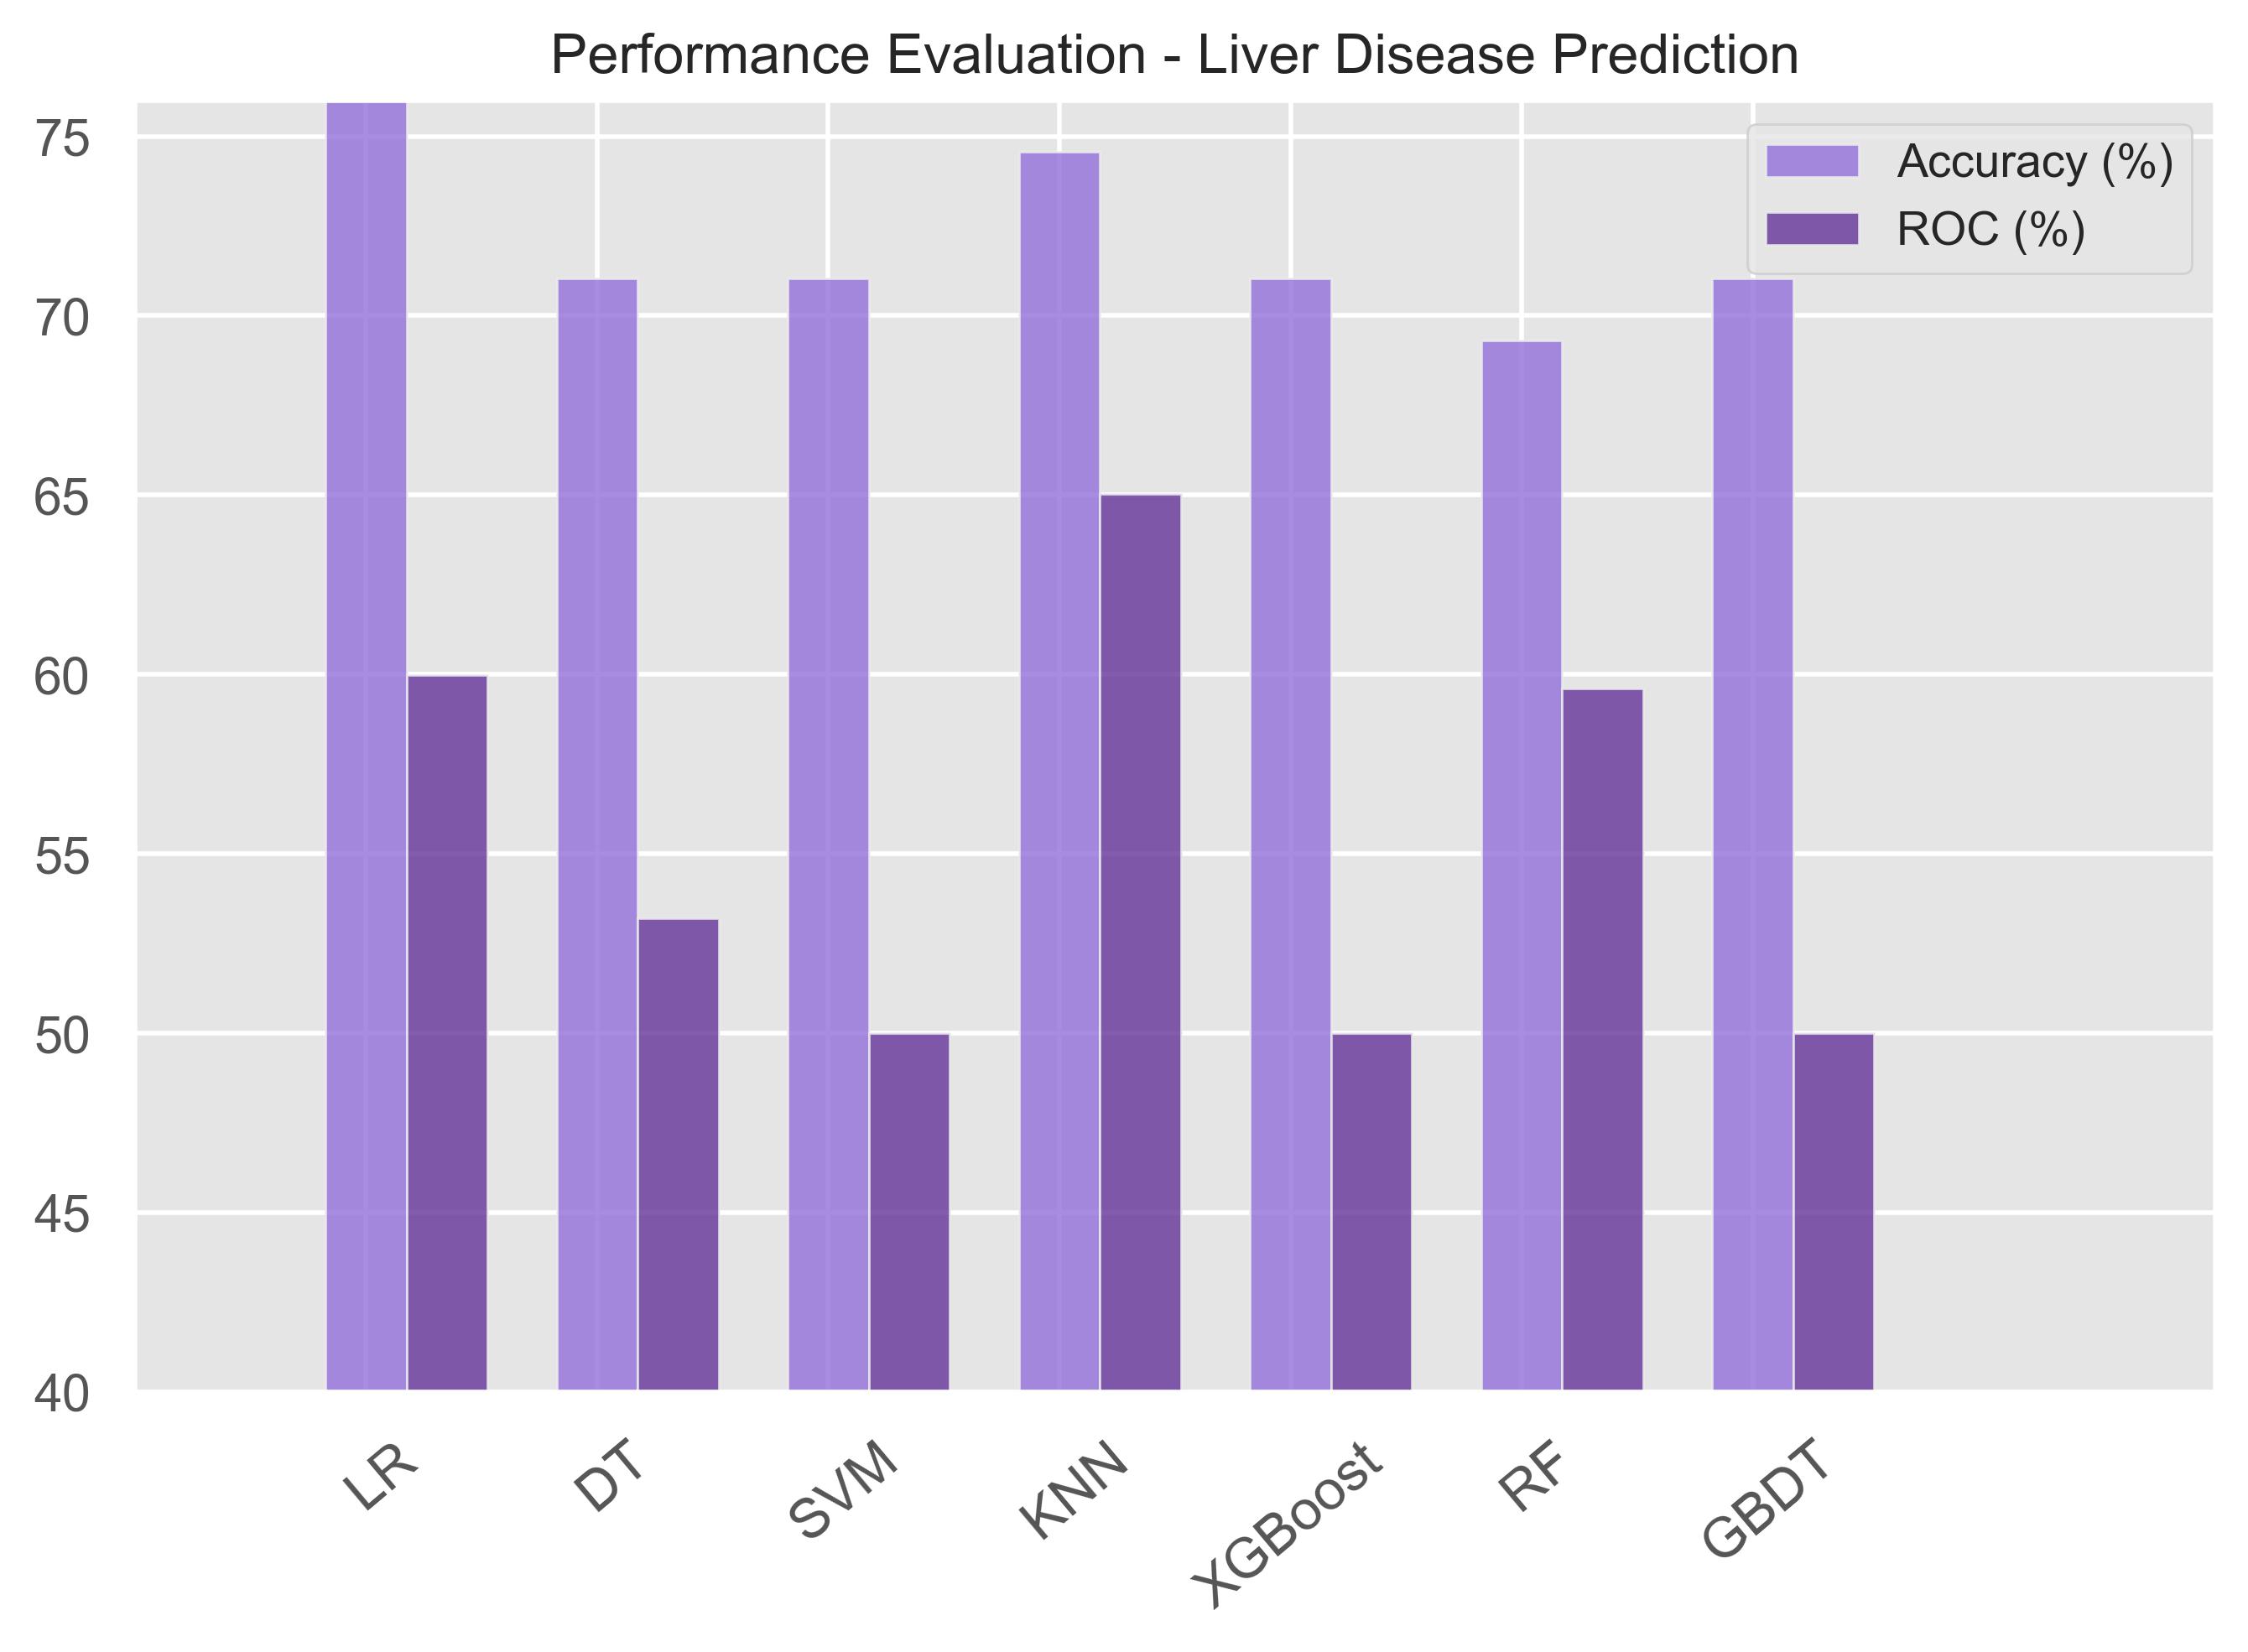 Performance Evaluation - Liver Disease Prediction
Accuracy (%)
ROC (%)
75
70
65
60
55
50
45
40
LR
DT
SVM
KNN
XGBoost
RF
GBDT